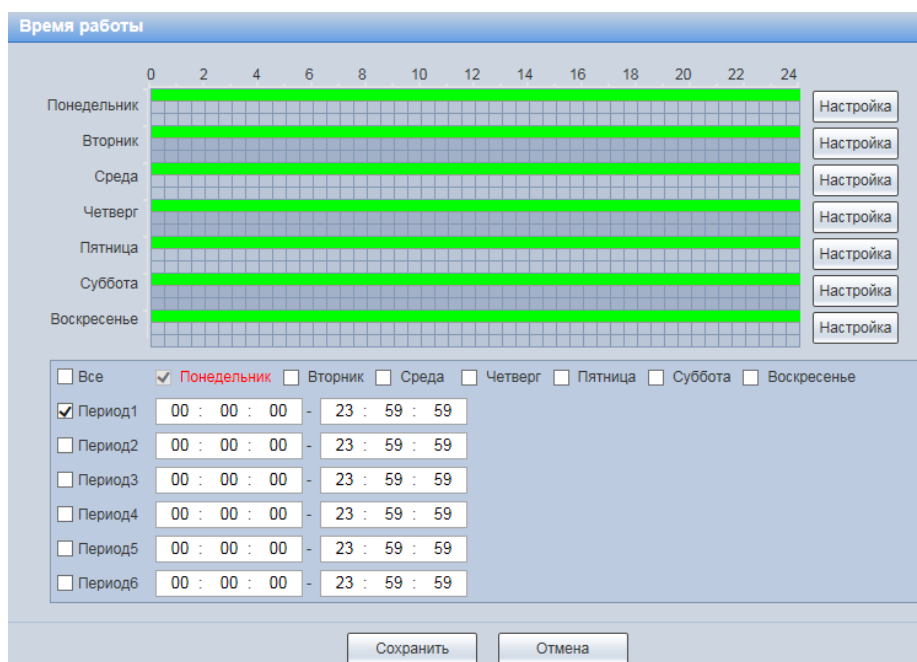 Время работы
0 2 4 6 8 10 12 14 16 18 20 22 24
Понедельник Настройка
Вторник Настройка
Среда Настройка
Четверг Настройка
Пятница Настройка
Суббота Настройка
Воскресенье Настройка
Все Понедельник Вторник Среда Четверг Пятница Суббота Воскресенье
Период1 00 : 00 : 00 - 23 : 59 : 59
Период2 00 : 00 : 00 - 23 : 59 : 59
Период3 00 : 00 : 00 - 23 : 59 : 59
Период4 00 : 00 : 00 - 23 : 59 : 59
Период5 00 : 00 : 00 - 23 : 59 : 59
Период6 00 : 00 : 00 - 23 : 59 : 59
Сохранить Отмена